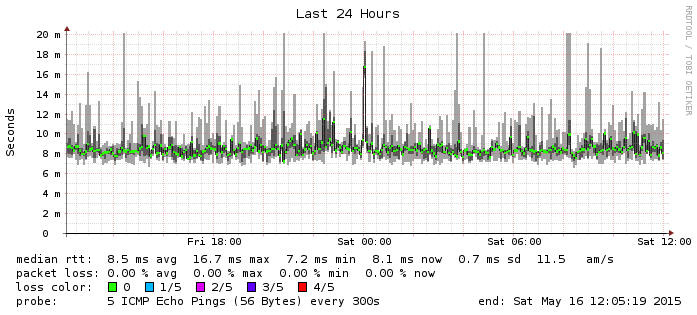 Last 24 Hours
RRDTOOL / TOBI OETIKER
Seconds
20 m
18 m
16 m
14 m
12 m
10 m
8 m
6 m
4 m
2 m
0
Fri 18:00 Sat 00:00 Sat 06:00 Sat 12:00
median rtt: 8.5 ms avg 16.7 ms max 7.2 ms min 8.1 ms now 0.7 ms sd 11.5 am/s
packet loss: 0.00 % avg 0.00 % max 0.00 % min 0.00 % now
loss color: 0 1/5 2/5 3/5 4/5
probe: 5 ICMP Echo Pings (56 Bytes) every 300s end: Sat May 16 12:05:19 2015